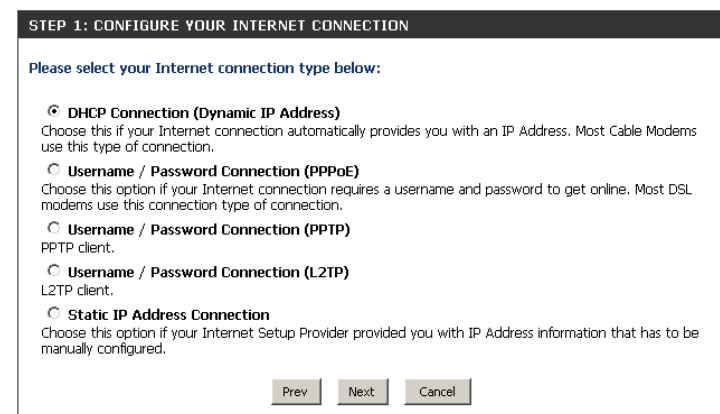 STEP 1: CONFIGURE YOUR INTERNET CONNECTION
Please select your Internet connection type below:
DHCP Connection (Dynamic IP Address)
Choose this if your Internet connection automatically provides you with an IP Address. Most Cable Modems
use this type of connection.
Username / Password Connection (PPPoE)
Choose this option if your Internet connection requires a username and password to get online. Most DSL
modems use this connection type of connection.
Username / Password Connection (PPTP)
PPTP client.
Username / Password Connection (L2TP)
L2TP client.
Static IP Address Connection
Choose this option if your Internet Setup Provider provided you with IP Address information that has to be
manually configured.
Prev Next Cancel